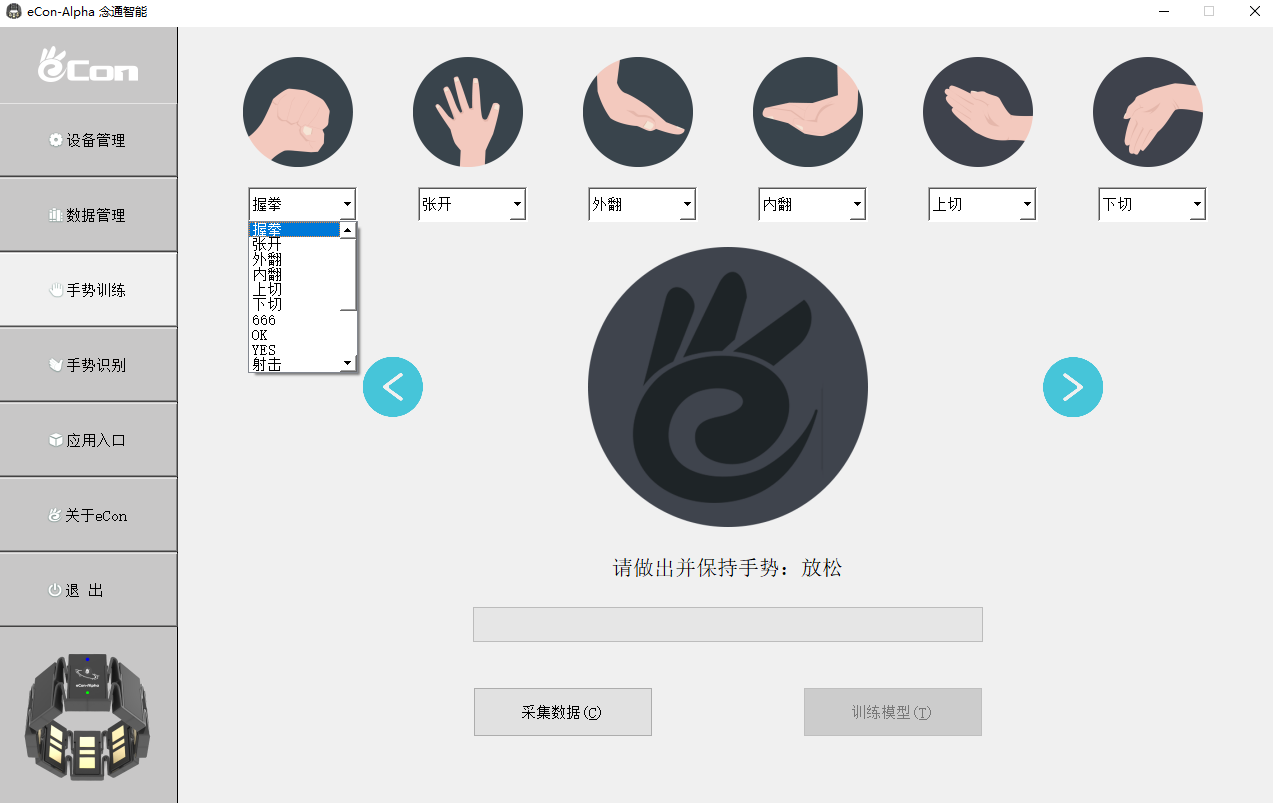 eCon-Alpha 念通智能
eCon
设备管理
数据管理
手势训练
手势识别
应用入口
关于eCon
退 出
eCon-Alpha
握拳
张开
外翻
内翻
上切
下切
握拳
张开
外翻
内翻
上切
下切
666
OK
YES
射击
请做出并保持手势：放松
采集数据(C)
训练模型(T)